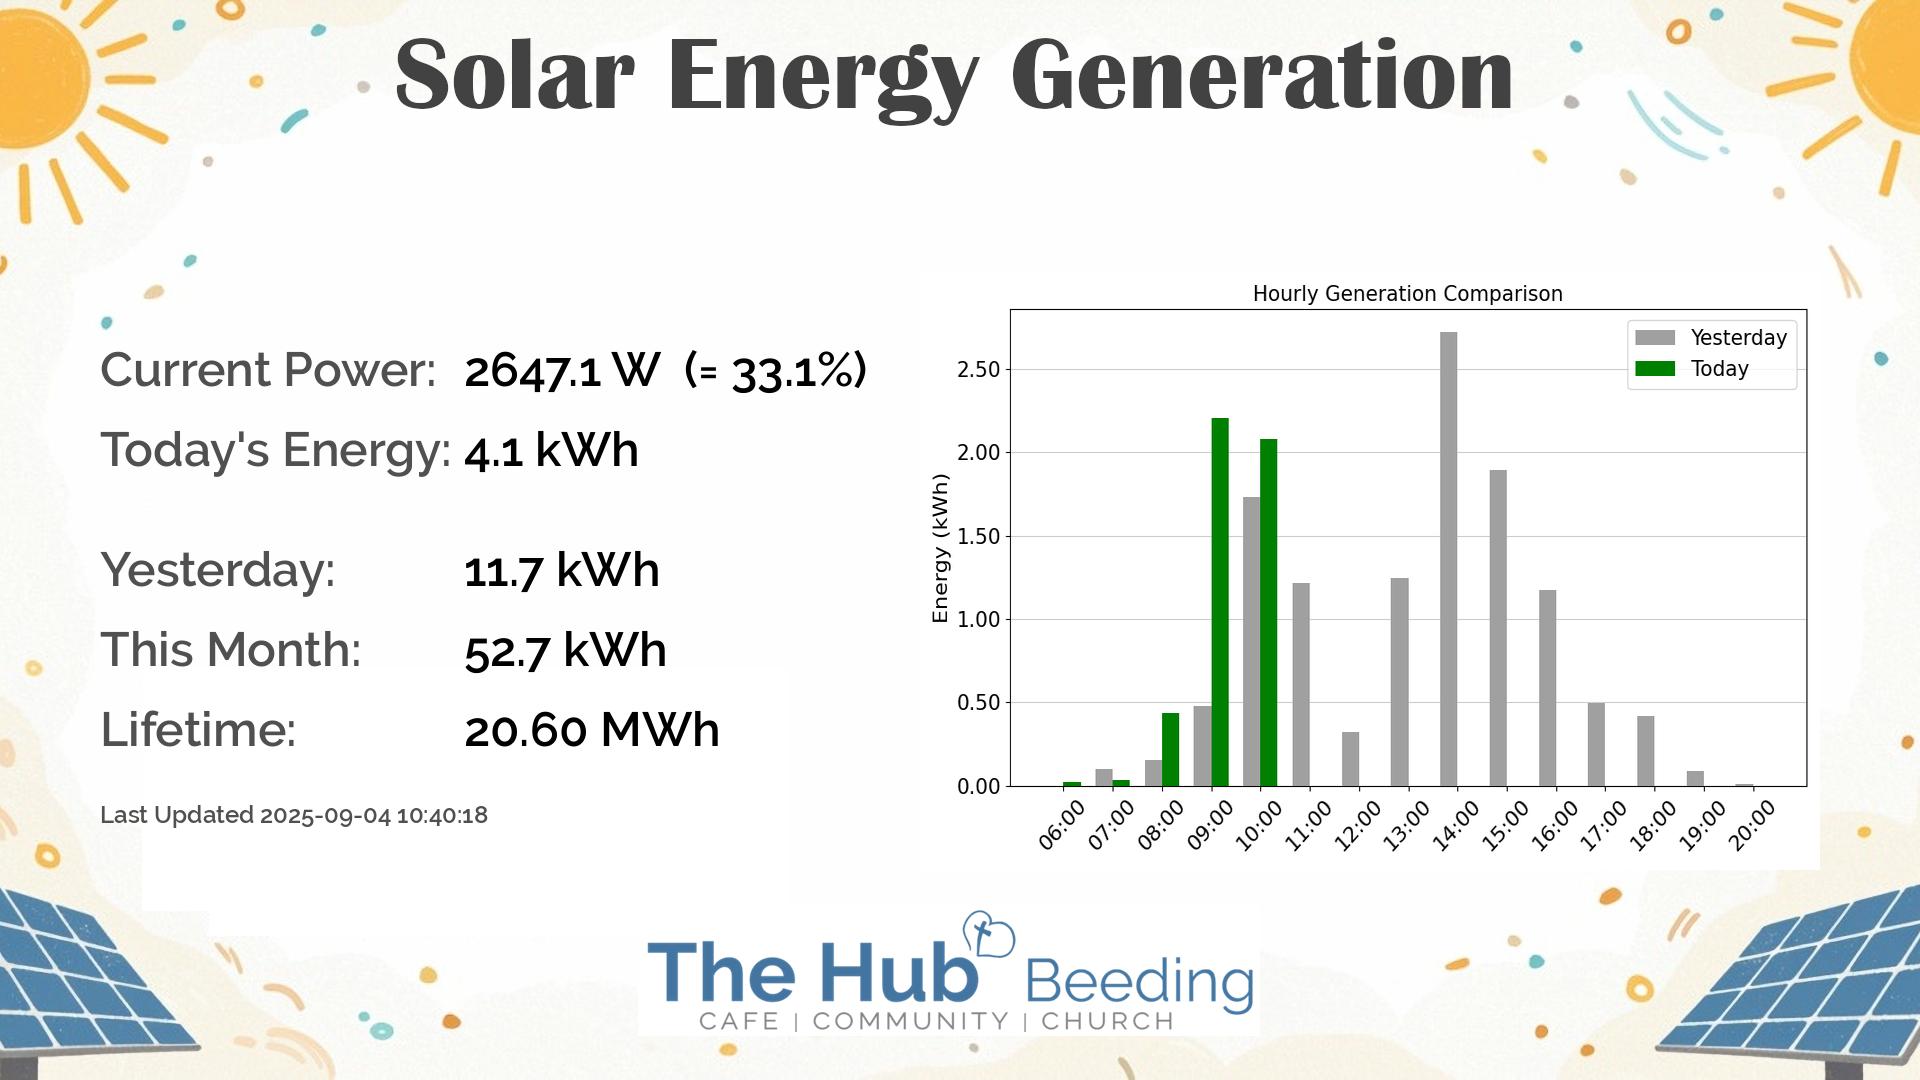 Solar Energy Generation
Current Power: 2647.1 W (= 33.1%)
Today's Energy: 4.1 kWh
Yesterday: 11.7 kWh
This Month: 52.7 kWh
Lifetime: 20.60 MWh
Last Updated 2025-09-04 10:40:18
Hourly Generation Comparison
Yesterday
Today
Energy (kWh)
2.50
2.00
1.50
1.00
0.50
0.00
06:00 07:00 08:00 09:00 10:00 11:00 12:00 13:00 14:00 15:00 16:00 17:00 18:00 19:00 20:00
The Hub Beeding
CAFE | COMMUNITY | CHURCH